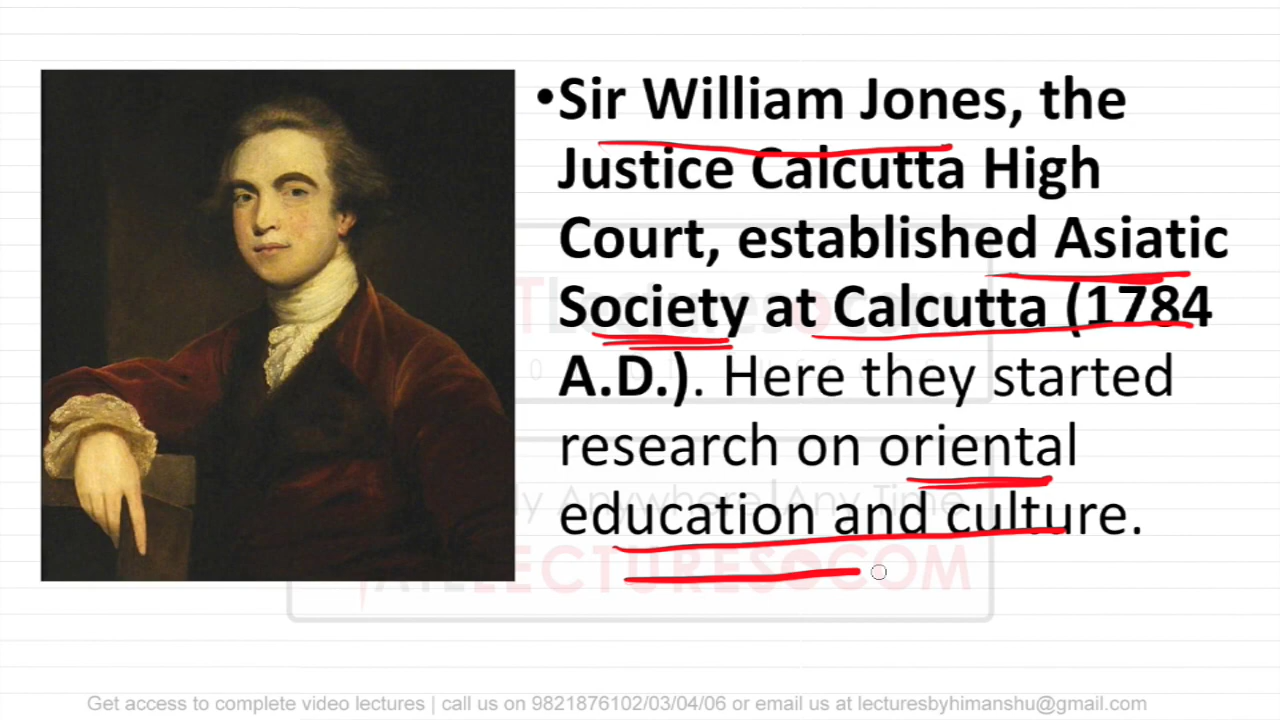 •Sir William Jones, the
Justice Calcutta High
Court, established Asiatic
Society at Calcutta (1784
A.D.). Here they started
research on oriental
education and culture.
Get access to complete video lectures | call us on 9821876102/03/04/06 or email us at lecturesbyhimanshu@gmail.com